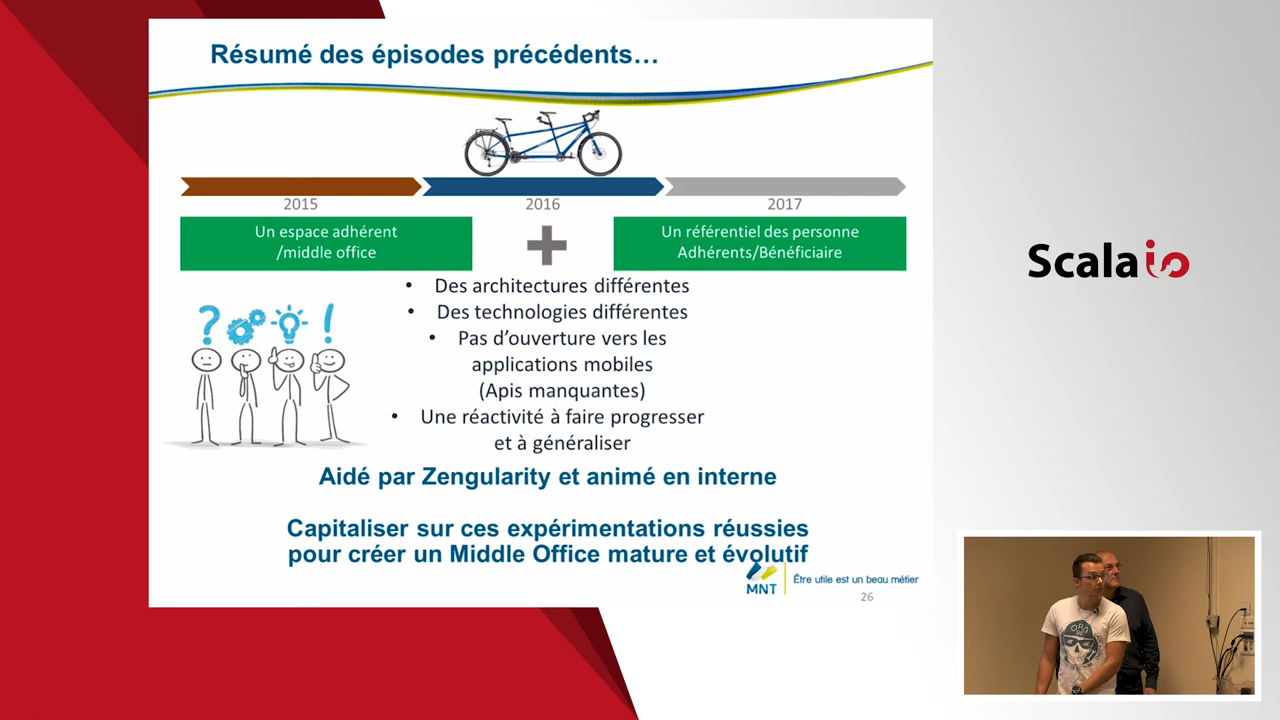 Résumé des épisodes précédents…
2015
2016
2017
Un espace adhérent
/middle office
Un référentiel des personne
Adhérents/Bénéficiaire
• Des architectures différentes
• Des technologies différentes
• Pas d’ouverture vers les
applications mobiles
(Apis manquantes)
• Une réactivité à faire progresser
et à généraliser
Aidé par Zengularity et animé en interne
Capitaliser sur ces expérimentations réussies
pour créer un Middle Office mature et évolutif
MNT
Être utile est un beau métier
26
Scala io
ORG